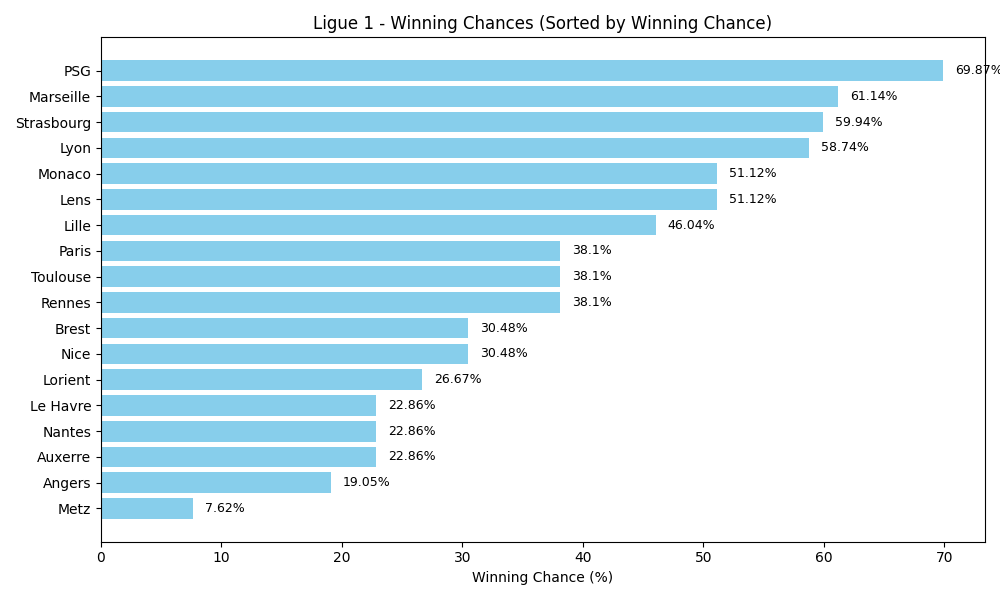 Ligue 1 - Winning Chances (Sorted by Winning Chance)
PSG 69.87%
Marseille 61.14%
Strasbourg 59.94%
Lyon 58.74%
Monaco 51.12%
Lens 51.12%
Lille 46.04%
Paris 38.1%
Toulouse 38.1%
Rennes 38.1%
Brest 30.48%
Nice 30.48%
Lorient 26.67%
Le Havre 22.86%
Nantes 22.86%
Auxerre 22.86%
Angers 19.05%
Metz 7.62%
0 10 20 30 40 50 60 70
Winning Chance (%)